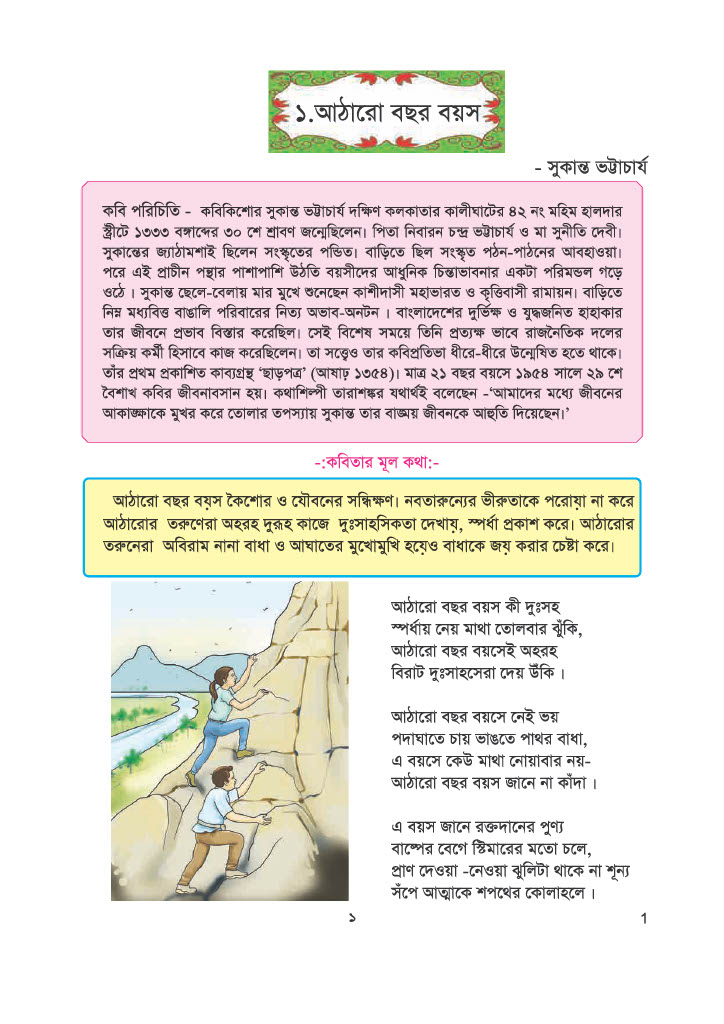 ১.আঠারো বছর বয়স
- সুকান্ত ভট্টাচার্য
কবি পরিচিতি - কবিকিশোর সুকান্ত ভট্টাচার্য দক্ষিণ কলকাতার কালীঘাটের ৪২ নং মহিম হালদার
স্ট্রীটে ১৩৩৩ বঙ্গাব্দের ৩০ শে শ্রাবণ জন্মেছিলেন। পিতা নিবারন চন্দ্র ভট্টাচার্য ও মা সুনীতি দেবী।
সুকান্তের জ্যাঠামশাই ছিলেন সংস্কৃতের পন্ডিত। বাড়িতে ছিল সংস্কৃত পঠন-পাঠনের আবহাওয়া।
পরে এই প্রাচীন পন্থার পাশাপাশি উঠতি বয়সীদের আধুনিক চিন্তাভাবনার একটা পরিমন্ডল গড়ে
ওঠে । সুকান্ত ছেলে-বেলায় মার মুখে শুনেছেন কাশীদাসী মহাভারত ও কৃত্তিবাসী রামায়ন। বাড়িতে
নিম্ন মধ্যবিত্ত বাঙালি পরিবারের নিত্য অভাব-অনটন । বাংলাদেশের দুর্ভিক্ষ ও যুদ্ধজনিত হাহাকার
তার জীবনে প্রভাব বিস্তার করেছিল। সেই বিশেষ সময়ে তিনি প্রত্যক্ষ ভাবে রাজনৈতিক দলের
সক্রিয় কর্মী হিসাবে কাজ করেছিলেন। তা সত্ত্বেও তার কবিপ্রতিভা ধীরে-ধীরে উন্মেষিত হতে থাকে।
তাঁর প্রথম প্রকাশিত কাব্যগ্রন্থ ‘ছাড়পত্র’ (আষাঢ় ১৩৫৪)। মাত্র ২১ বছর বয়সে ১৯৫৪ সালে ২৯ শে
বৈশাখ কবির জীবনাবসান হয়। কথাশিল্পী তারাশঙ্কর যথার্থই বলেছেন -‘আমাদের মধ্যে জীবনের
আকাঙ্ক্ষাকে মুখর করে তোলার তপস্যায় সুকান্ত তার বাঙ্ময় জীবনকে আহুতি দিয়েছেন।’
-:কবিতার মূল কথা:-
আঠারো বছর বয়স কৈশোর ও যৌবনের সন্ধিক্ষণ। নবতারুন্যের ভীরুতাকে পরোয়া না করে
আঠারোর তরুণেরা অহরহ দুরূহ কাজে দুঃসাহসিকতা দেখায়, স্পর্ধা প্রকাশ করে। আঠারোর
তরুনেরা অবিরাম নানা বাধা ও আঘাতের মুখোমুখি হয়েও বাধাকে জয় করার চেষ্টা করে।
আঠারো বছর বয়স কী দুঃসহ
স্পর্ধায় নেয় মাথা তোলবার ঝুঁকি,
আঠারো বছর বয়সেই অহরহ
বিরাট দুঃসাহসেরা দেয় উঁকি ।
আঠারো বছর বয়সে নেই ভয়
পদাঘাতে চায় ভাঙতে পাথর বাধা,
এ বয়সে কেউ মাথা নোয়াবার নয়-
আঠারো বছর বয়স জানে না কাঁদা ।
এ বয়স জানে রক্তদানের পুণ্য
বাষ্পের বেগে স্টিমারের মতো চলে,
প্রাণ দেওয়া -নেওয়া ঝুলিটা থাকে না শূন্য
সঁপে আত্মাকে শপথের কোলাহলে ।
১
1